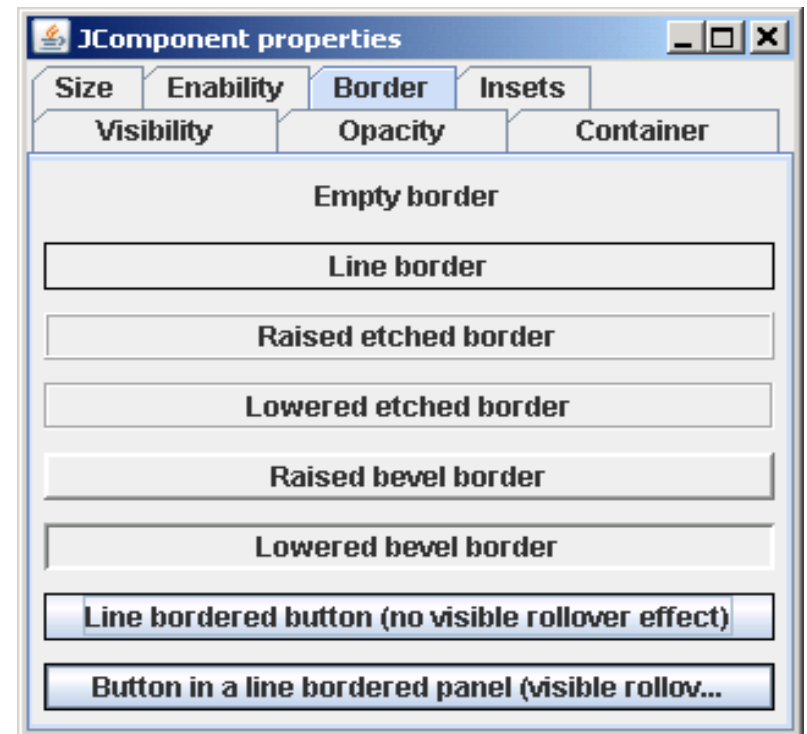 JComponent properties
Size Enability Border Insets
Visibility Opacity Container
Empty border
Line border
Raised etched border
Lowered etched border
Raised bevel border
Lowered bevel border
Line bordered button (no visible rollover effect)
Button in a line bordered panel (visible rollov...